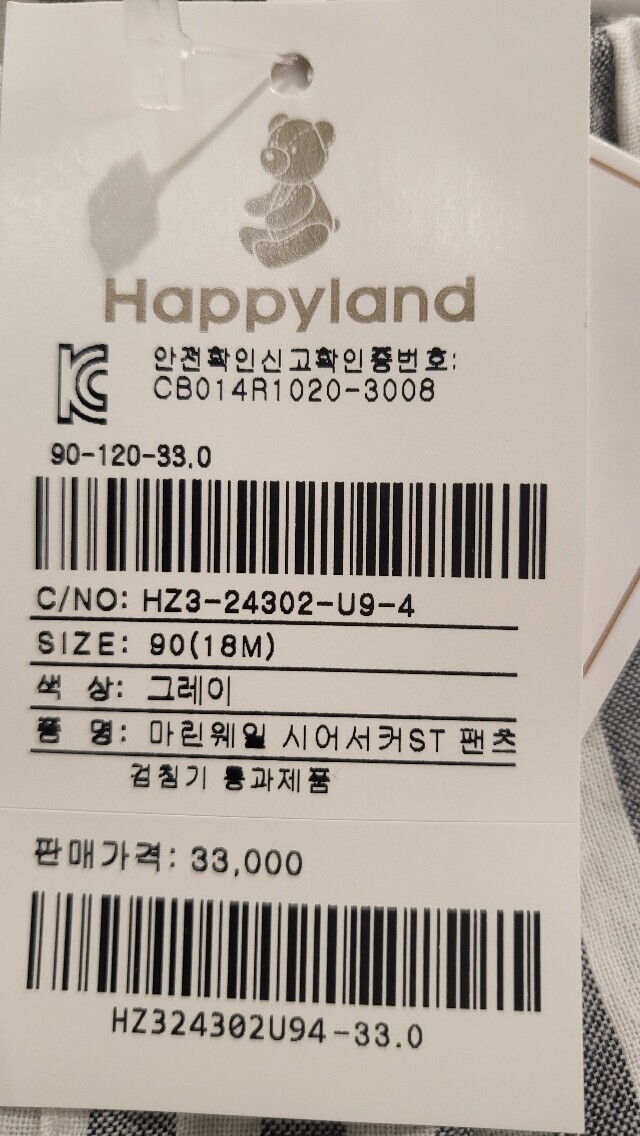 Happyland
안전확인신고확인증번호:
CB014R1020-3008
90-120-33.0
C/NO: HZ3-24302-U9-4
SIZE: 90(18M)
색 상: 그레이
품 명: 마린웨일 시어서커ST 팬츠
검침기 통과제품
판매가격: 33,000
HZ324302U94-33.0